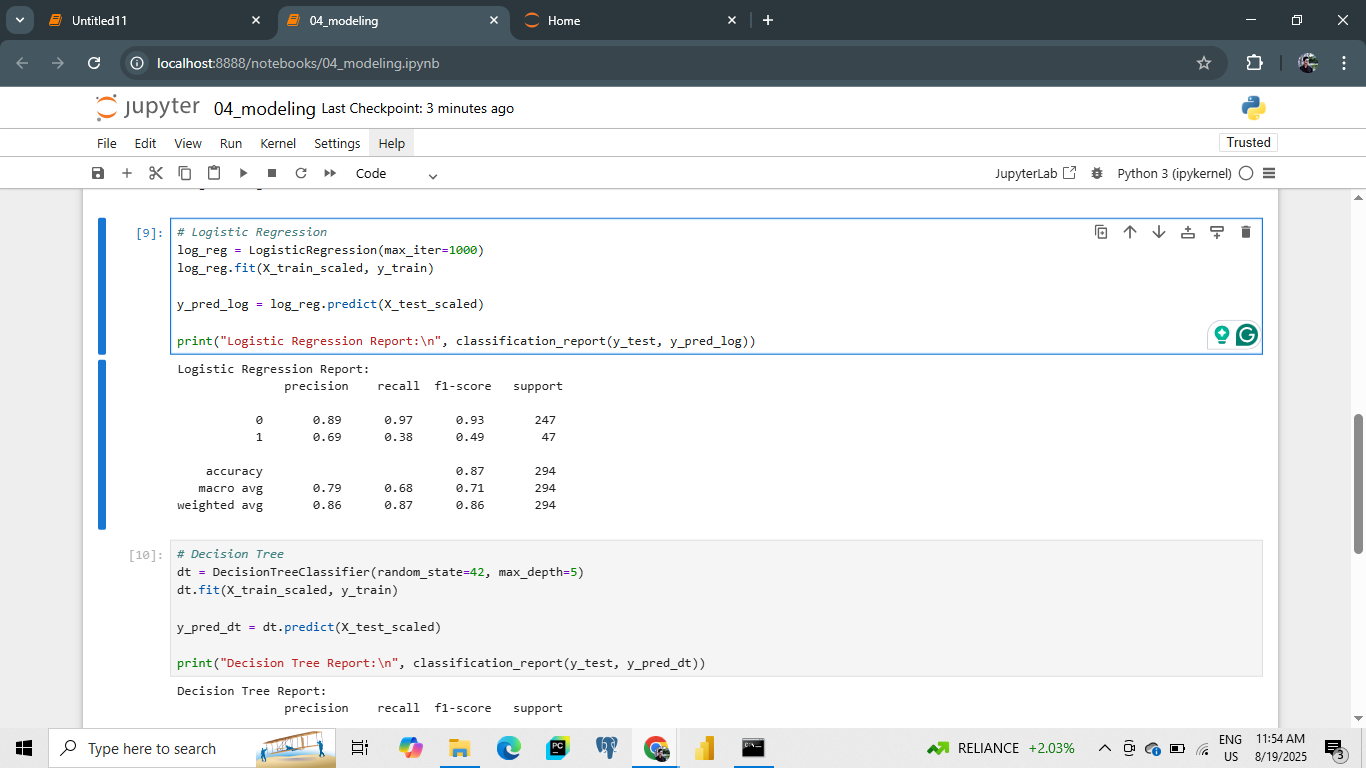 Untitled11
04_modeling
Home
localhost:8888/notebooks/04_modeling.ipynb
jupyter 04_modeling Last Checkpoint: 3 minutes ago
File Edit View Run Kernel Settings Help Trusted
Code JupyterLab Python 3 (ipykernel)
[9]: # Logistic Regression
log_reg = LogisticRegression(max_iter=1000)
log_reg.fit(X_train_scaled, y_train)
y_pred_log = log_reg.predict(X_test_scaled)
print("Logistic Regression Report:\n", classification_report(y_test, y_pred_log))
Logistic Regression Report:
precision recall f1-score support
0 0.89 0.97 0.93 247
1 0.69 0.38 0.49 47
accuracy 0.87 294
macro avg 0.79 0.68 0.71 294
weighted avg 0.86 0.87 0.86 294
[10]: # Decision Tree
dt = DecisionTreeClassifier(random_state=42, max_depth=5)
dt.fit(X_train_scaled, y_train)
y_pred_dt = dt.predict(X_test_scaled)
print("Decision Tree Report:\n", classification_report(y_test, y_pred_dt))
Decision Tree Report:
precision recall f1-score support
Type here to search
RELIANCE +2.03%
ENG
US
11:54 AM
8/19/2025
3